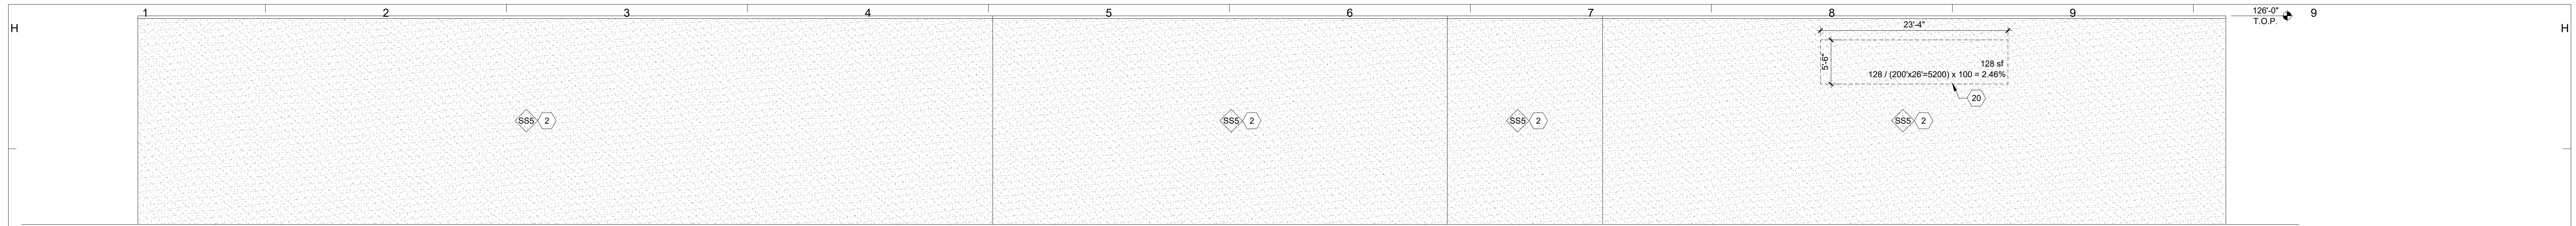 1 2 3 4 5 6 7 8 9 9
H H
126'-0"
T.O.P.
23'-4"
5'-6"
128 sf
128 / (200'x26'=5200) x 100 = 2.46%
20
SS5 2 SS5 2 SS5 2 SS5 2